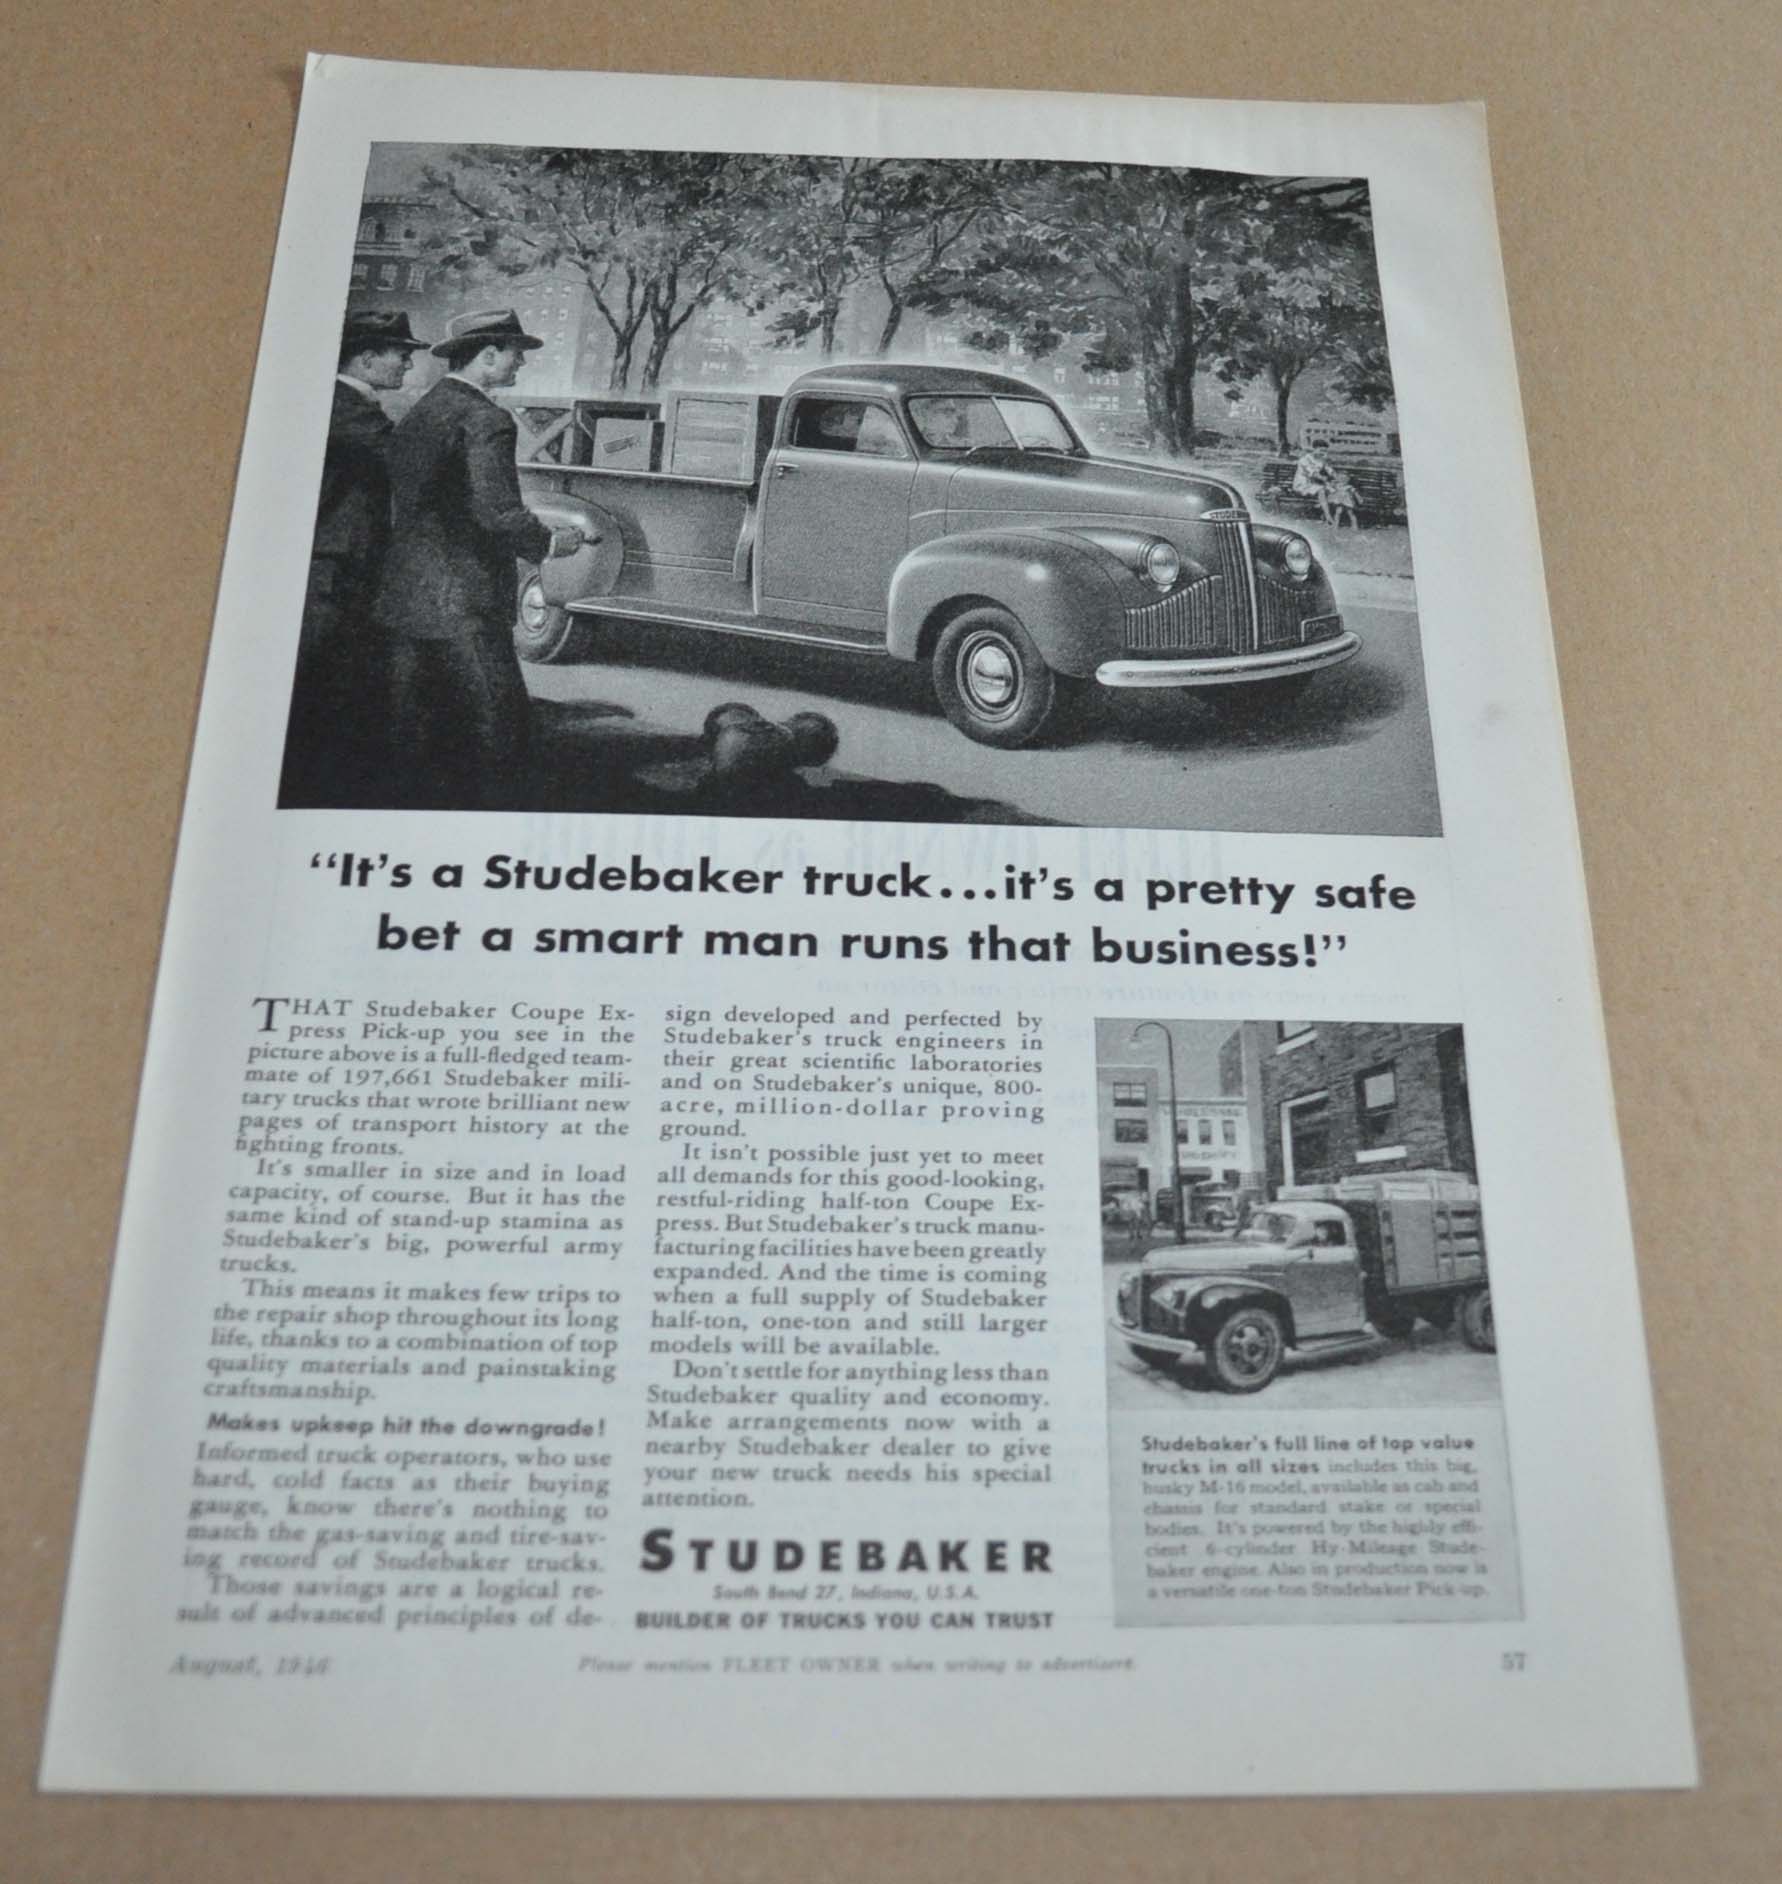 STUDEBAKER
“It's a Studebaker truck...it's a pretty safe
bet a smart man runs that business!”
THAT Studebaker Coupe Ex-
press Pick-up you see in the
picture above is a full-fledged team-
mate of 197,661 Studebaker mili-
tary trucks that wrote brilliant new
pages of transport history at the
fighting fronts.
It's smaller in size and in load
capacity, of course. But it has the
same kind of stand-up stamina as
Studebaker's big, powerful army
trucks.
This means it makes few trips to
the repair shop throughout its long
life, thanks to a combination of top
quality materials and painstaking
craftsmanship.
Makes upkeep hit the downgrade!
Informed truck operators, who use
hard, cold facts as their buying
gauge, know there's nothing to
match the gas-saving and tire-sav-
ing record of Studebaker trucks.
Those savings are a logical re-
sult of advanced principles of de-
sign developed and perfected by
Studebaker's truck engineers in
their great scientific laboratories
and on Studebaker's unique, 800-
acre, million-dollar proving
ground.
It isn't possible just yet to meet
all demands for this good-looking,
restful-riding half-ton Coupe Ex-
press. But Studebaker's truck manu-
facturing facilities have been greatly
expanded. And the time is coming
when a full supply of Studebaker
half-ton, one-ton and still larger
models will be available.
Don't settle for anything less than
Studebaker quality and economy.
Make arrangements now with a
nearby Studebaker dealer to give
your new truck needs his special
attention.
STUDEBAKER
South Bend 27, Indiana, U.S.A.
BUILDER OF TRUCKS YOU CAN TRUST
Studebaker's full line of top value
trucks in all sizes includes this big,
husky M-16 model, available as cab and
chassis for standard stake or special
bodies. It's powered by the highly effi-
cient 6-cylinder Hy-Mileage Stude-
baker engine. Also in production now is
a versatile one-ton Studebaker Pick-up.
August, 1946
Please mention FLEET OWNER when writing to advertisers.
57